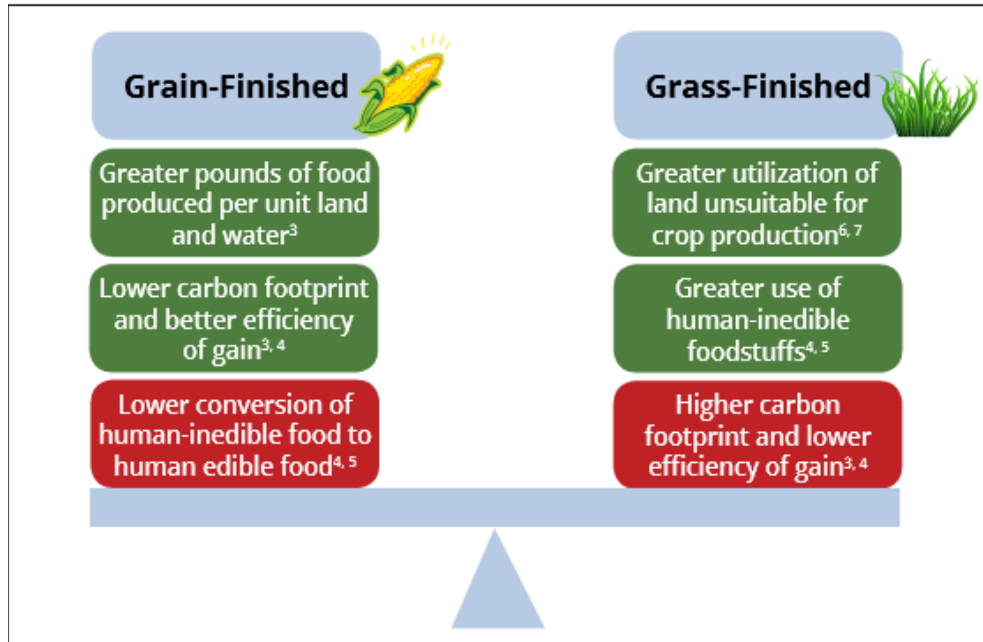 Grain-Finished
Greater pounds of food
produced per unit land
and water³
Lower carbon footprint
and better efficiency
of gain³, ⁴
Lower conversion of
human-inedible food to
human edible food⁴, ⁵
Grass-Finished
Greater utilization of
land unsuitable for
crop production⁶, ⁷
Greater use of
human-inedible
foodstuffs⁴, ⁵
Higher carbon
footprint and lower
efficiency of gain³, ⁴